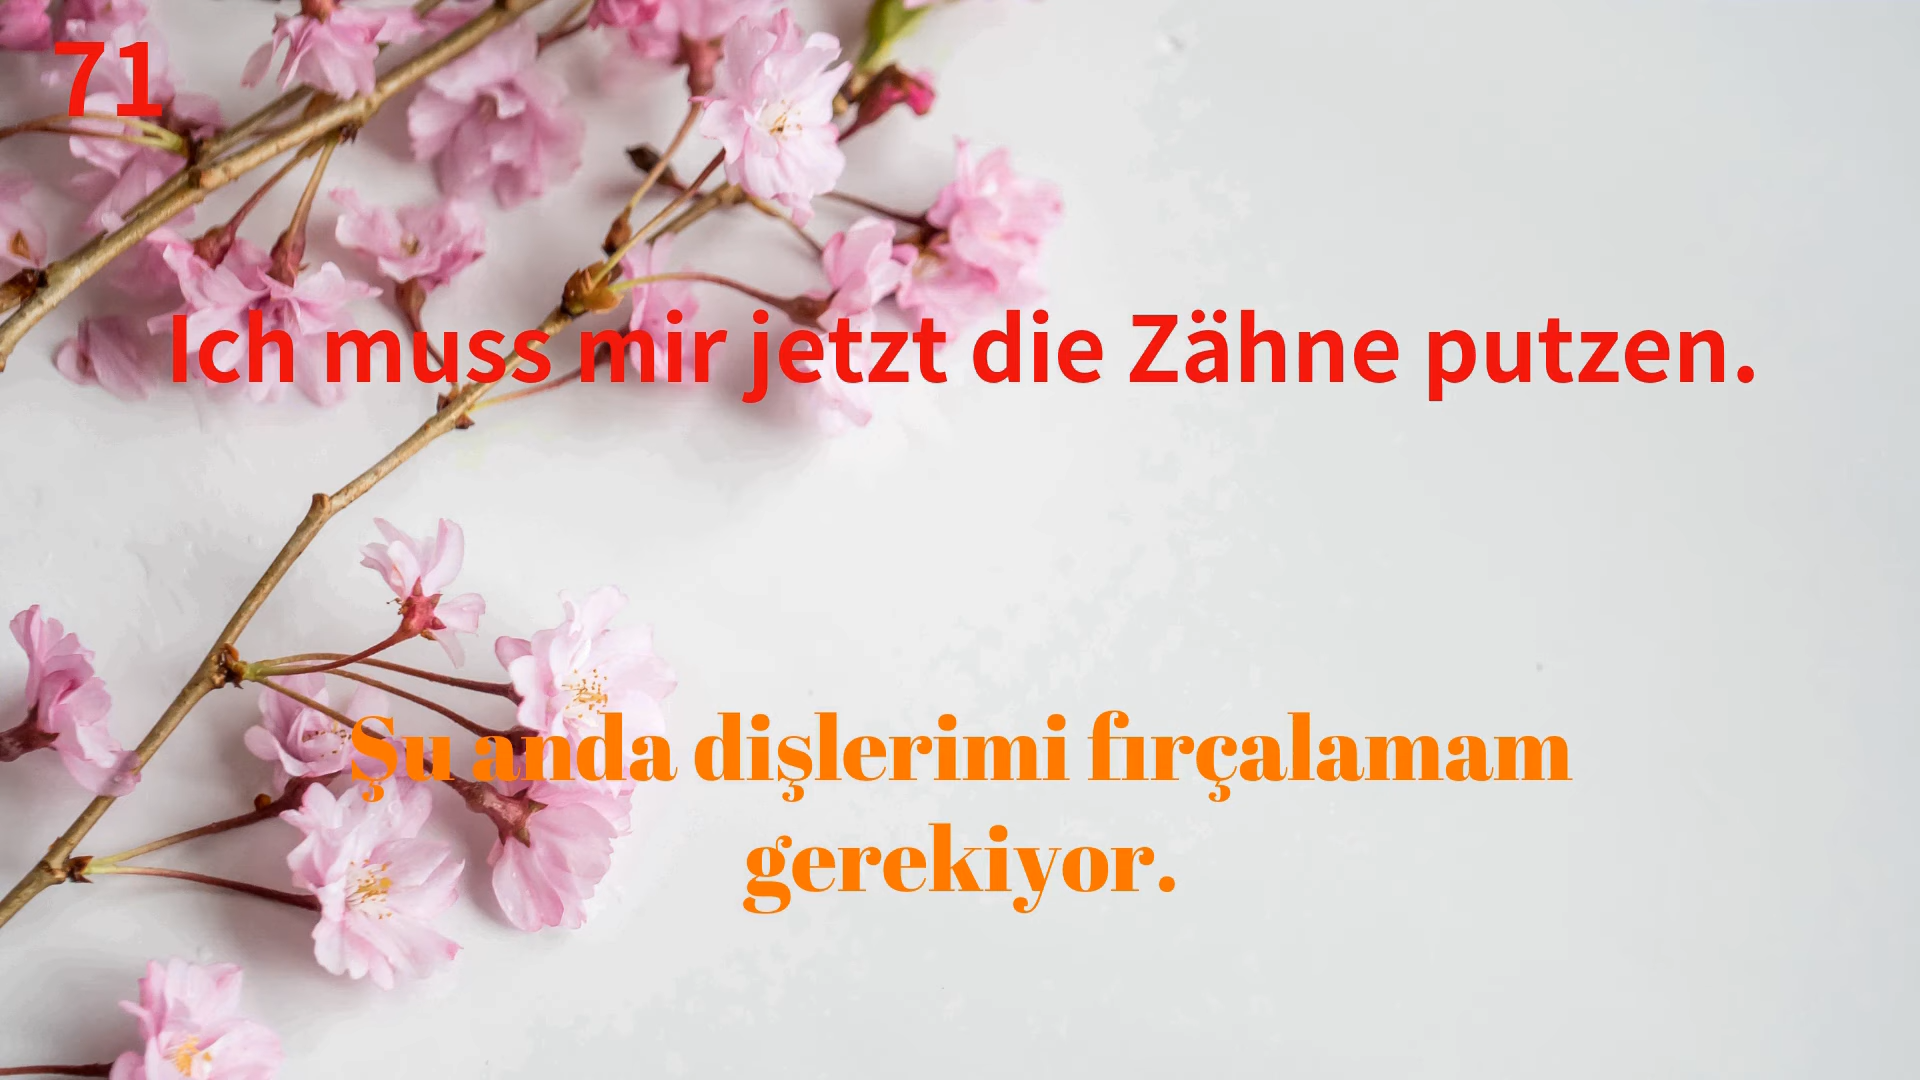 71
Ich muss mir jetzt die Zähne putzen.
Şu anda dişlerimi fırçalamam
gerekiyor.